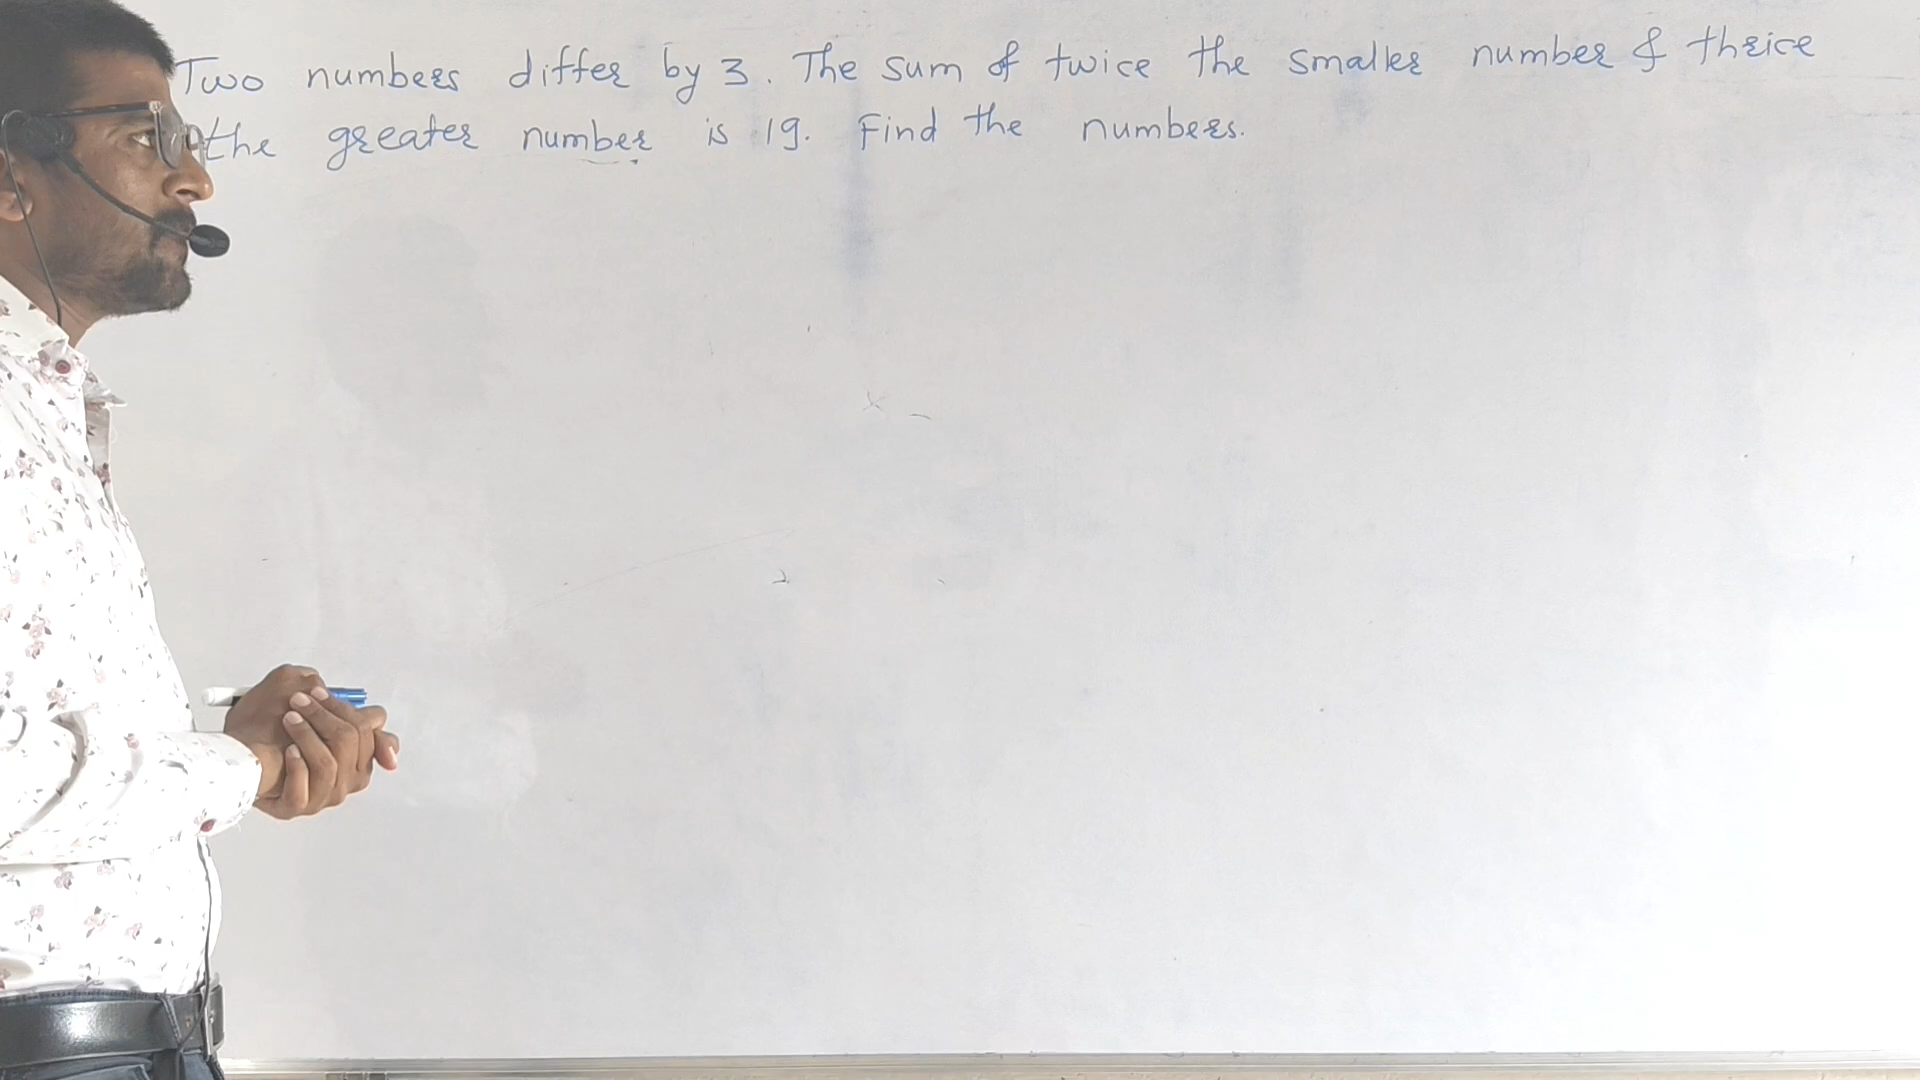 Two numbers differ by 3. The sum of twice the smaller number & thrice
the greater number is 19. Find the numbers.